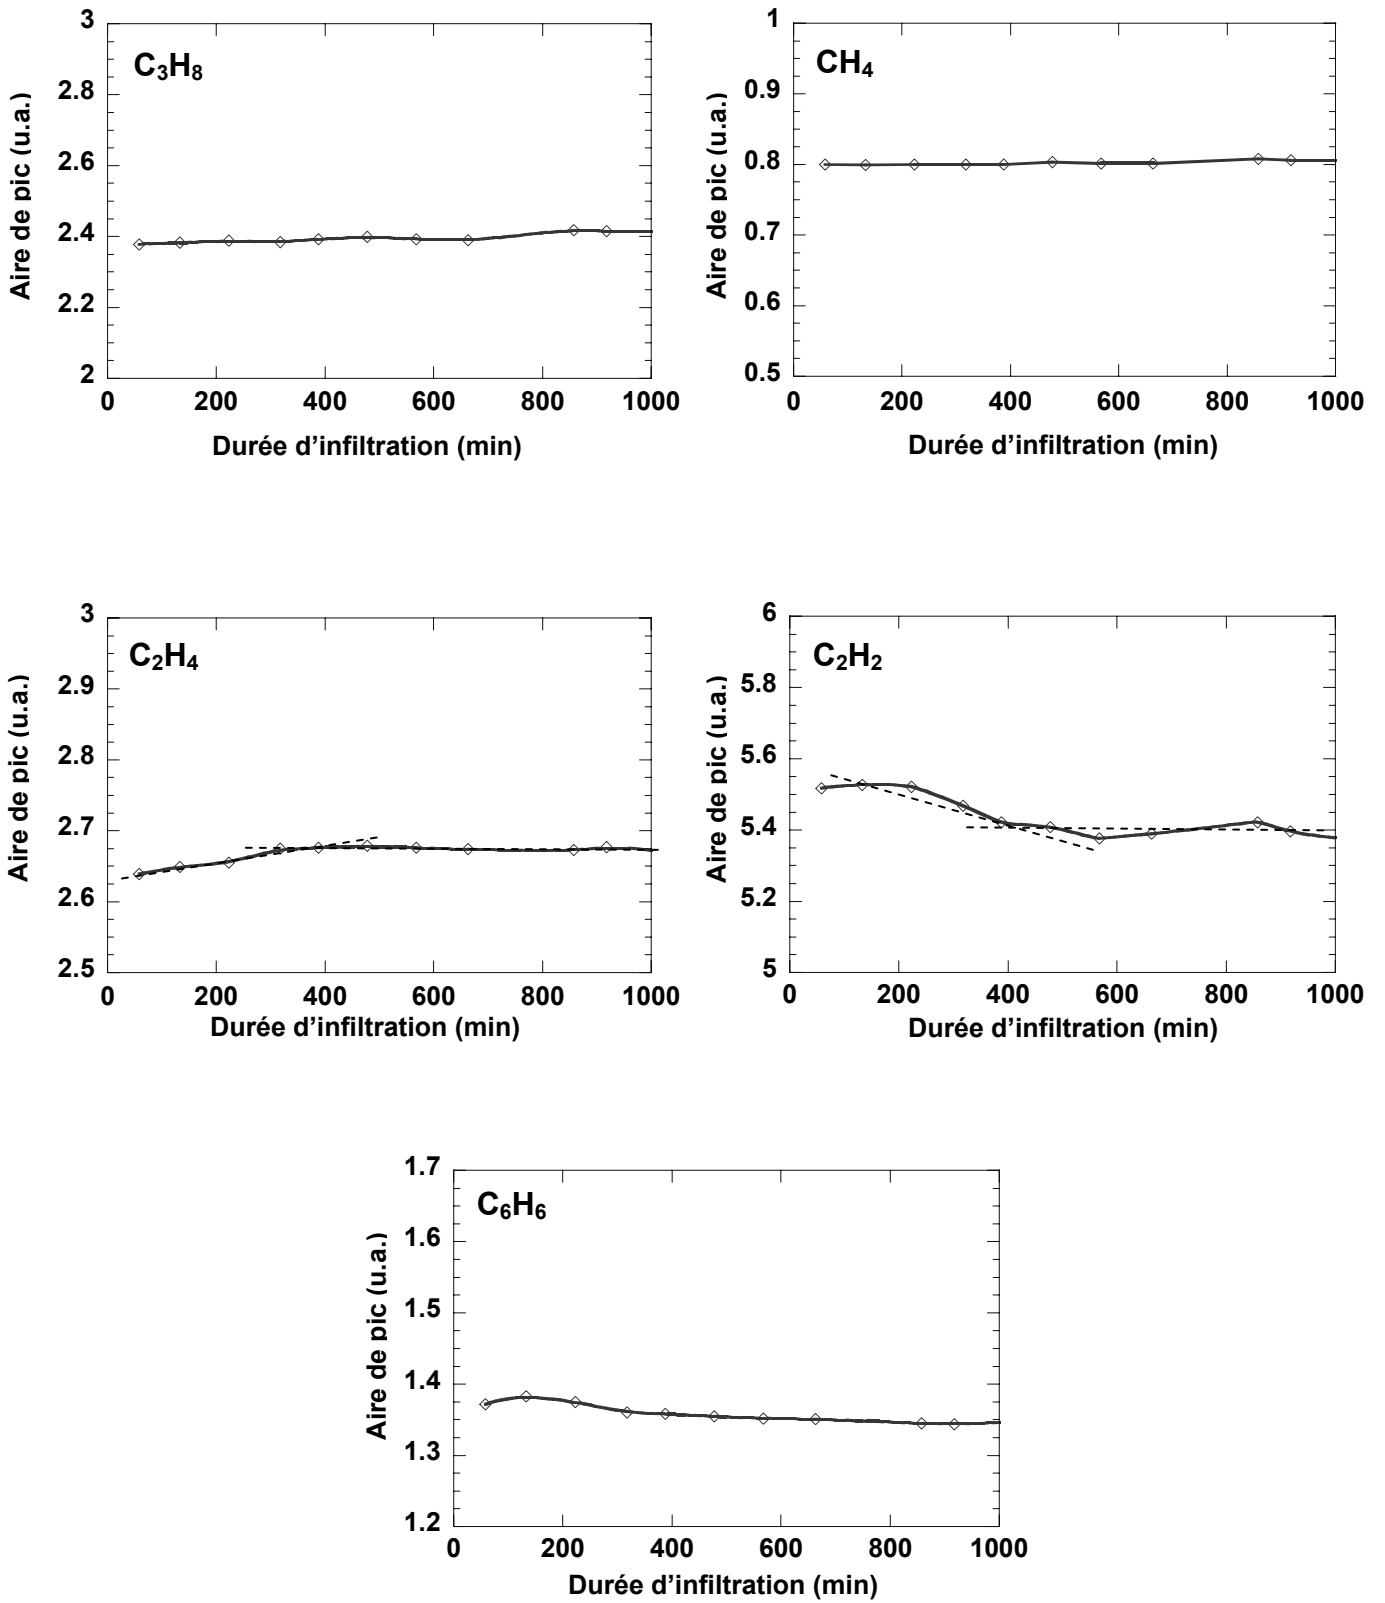 C₃H₈
Aire de pic (u.a.)
3
2.8
2.6
2.4
2.2
2
0 200 400 600 800 1000
Durée d’infiltration (min)
CH₄
Aire de pic (u.a.)
1
0.9
0.8
0.7
0.6
0.5
0 200 400 600 800 1000
Durée d’infiltration (min)
C₂H₄
Aire de pic (u.a.)
3
2.9
2.8
2.7
2.6
2.5
0 200 400 600 800 1000
Durée d’infiltration (min)
C₂H₂
Aire de pic (u.a.)
6
5.8
5.6
5.4
5.2
5
0 200 400 600 800 1000
Durée d’infiltration (min)
C₆H₆
Aire de pic (u.a.)
1.7
1.6
1.5
1.4
1.3
1.2
0 200 400 600 800 1000
Durée d’infiltration (min)